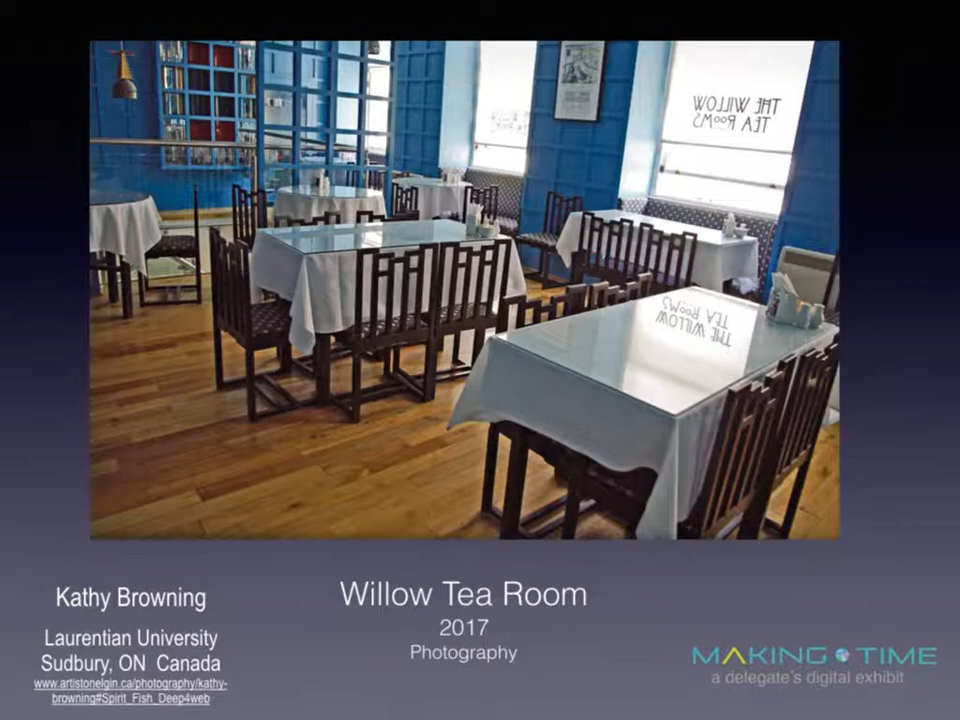 THE WILLOW
TEA ROOMS
THE WILLOW
TEA ROOMS
Kathy Browning
Laurentian University
Sudbury, ON Canada
www.artistonelgin.ca/photography/kathy-
browning#Spirit_Fish_Deep4web
Willow Tea Room
2017
Photography
MAKING TIME
a delegate's digital exhibit